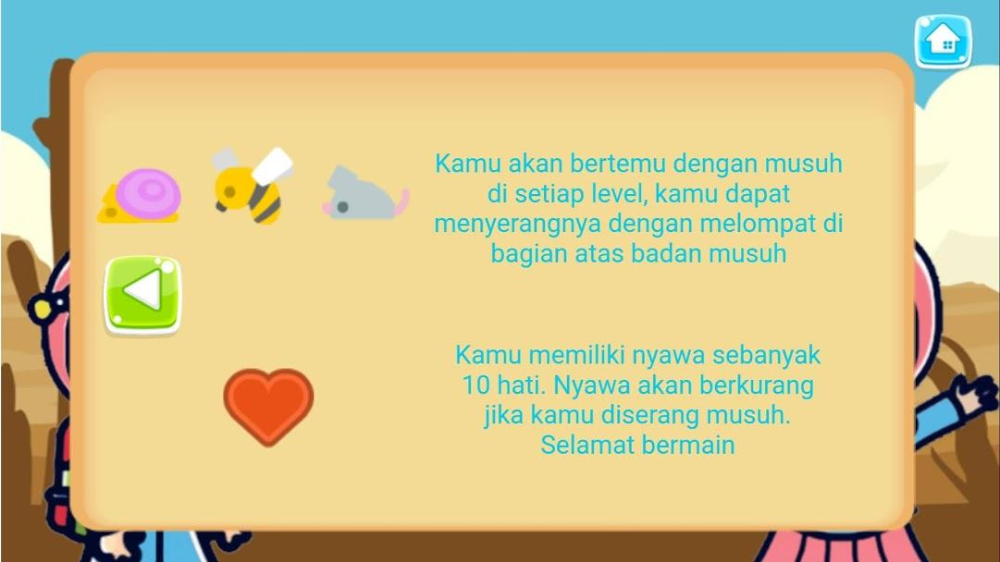 Kamu akan bertemu dengan musuh
di setiap level, kamu dapat
menyerangnya dengan melompat di
bagian atas badan musuh
Kamu memiliki nyawa sebanyak
10 hati. Nyawa akan berkurang
jika kamu diserang musuh.
Selamat bermain